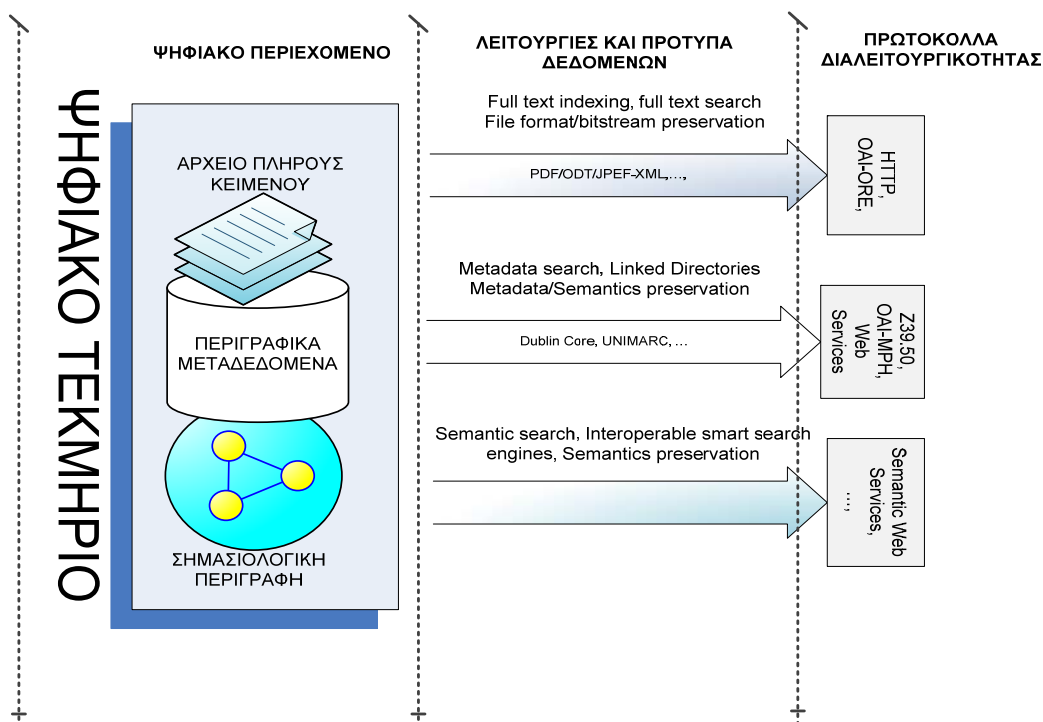 ΨΗΦΙΑΚΟ ΤΕΚΜΗΡΙΟ
ΨΗΦΙΑΚΟ ΠΕΡΙΕΧΟΜΕΝΟ
ΑΡΧΕΙΟ ΠΛΗΡΟΥΣ
ΚΕΙΜΕΝΟΥ
ΠΕΡΙΓΡΑΦΙΚΑ
ΜΕΤΑΔΕΔΟΜΕΝΑ
ΣΗΜΑΣΙΟΛΟΓΙΚΗ
ΠΕΡΙΓΡΑΦΗ
ΛΕΙΤΟΥΡΓΙΕΣ ΚΑΙ ΠΡΟΤΥΠΑ
ΔΕΔΟΜΕΝΩΝ
Full text indexing, full text search
File format/bitstream preservation
PDF/ODT/JPEF-XML,...,
Metadata search, Linked Directories
Metadata/Semantics preservation
Dublin Core, UNIMARC, ...
Semantic search, Interoperable smart search
engines, Semantics preservation
ΠΡΩΤΟΚΟΛΛΑ
ΔΙΑΛΕΙΤΟΥΡΓΙΚΟΤΗΤΑΣ
HTTP,
OAI-ORE,
Z39.50,
OAI-MPH,
Web
Services
Semantic Web
Services,
...,